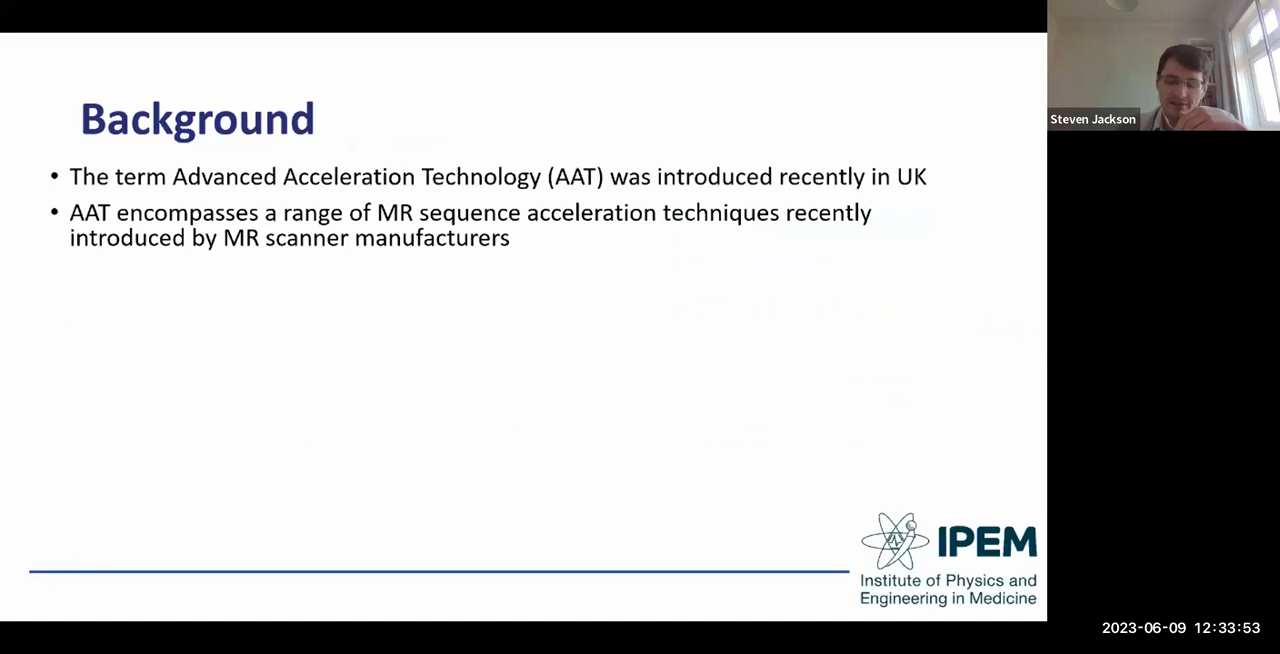 Background
• The term Advanced Acceleration Technology (AAT) was introduced recently in UK
• AAT encompasses a range of MR sequence acceleration techniques recently
introduced by MR scanner manufacturers
IPEM
Institute of Physics and
Engineering in Medicine
Steven Jackson
2023-06-09 12:33:53